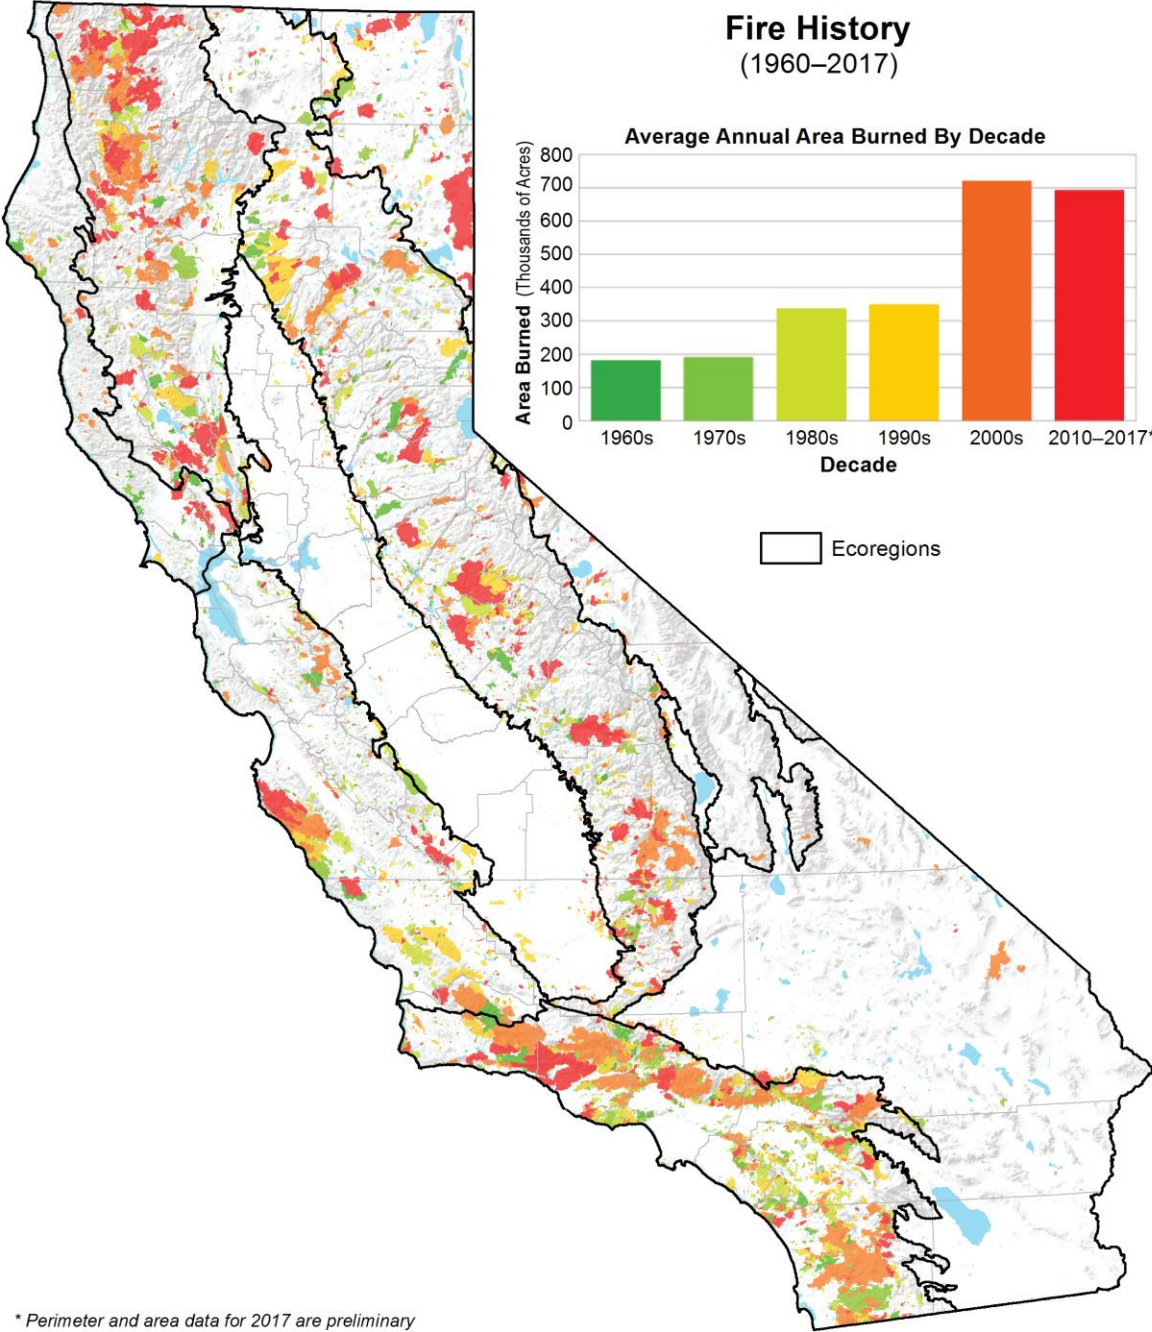 Fire History
(1960–2017)
Average Annual Area Burned By Decade
Area Burned (Thousands of Acres)
800
700
600
500
400
300
200
100
0
1960s 1970s 1980s 1990s 2000s 2010–2017*
Decade
Ecoregions
* Perimeter and area data for 2017 are preliminary